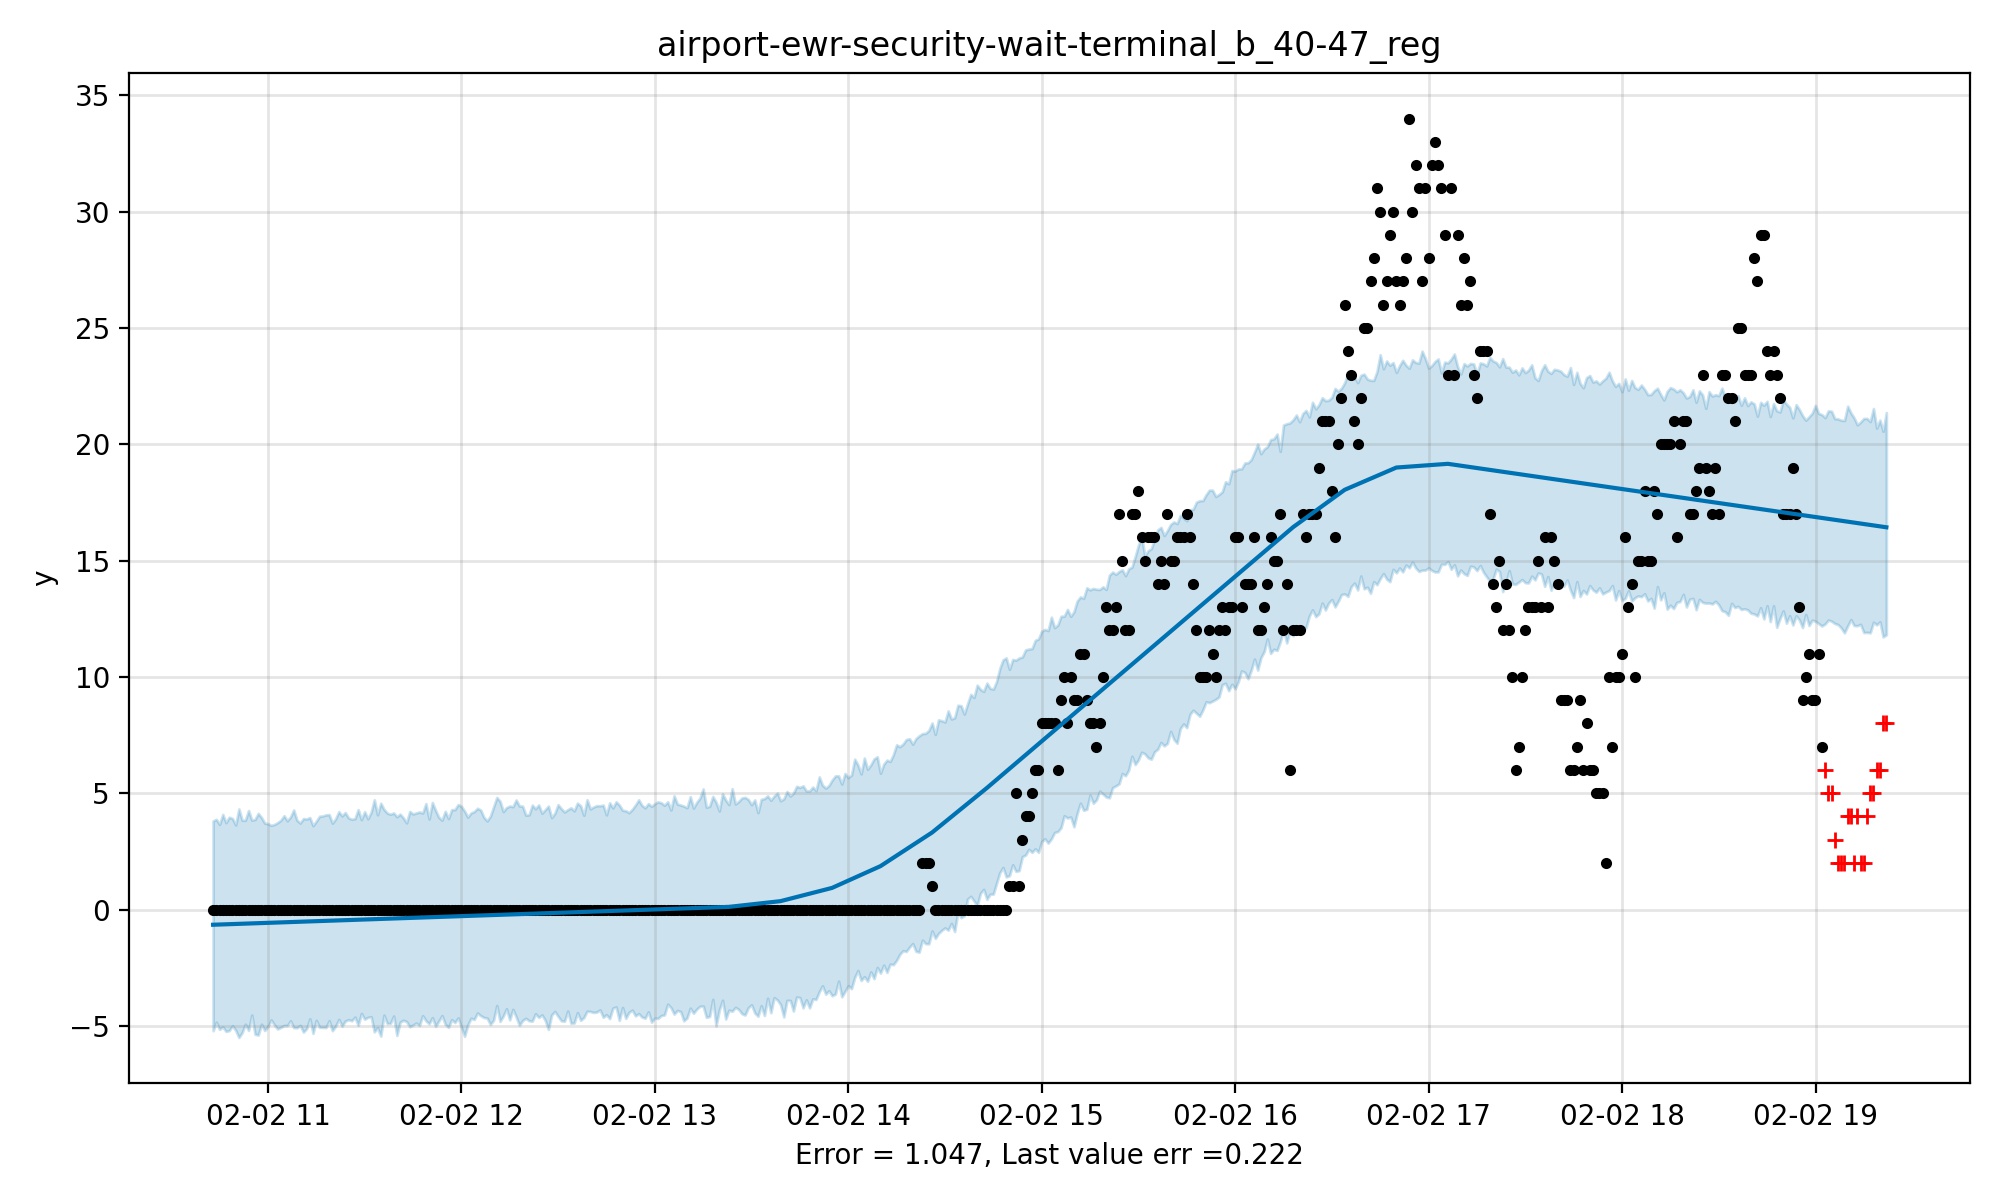 airport-ewr-security-wait-terminal_b_40-47_reg
35
30
25
20
15
10
5
0
−5
y
02-02 11 02-02 12 02-02 13 02-02 14 02-02 15 02-02 16 02-02 17 02-02 18 02-02 19
Error = 1.047, Last value err =0.222